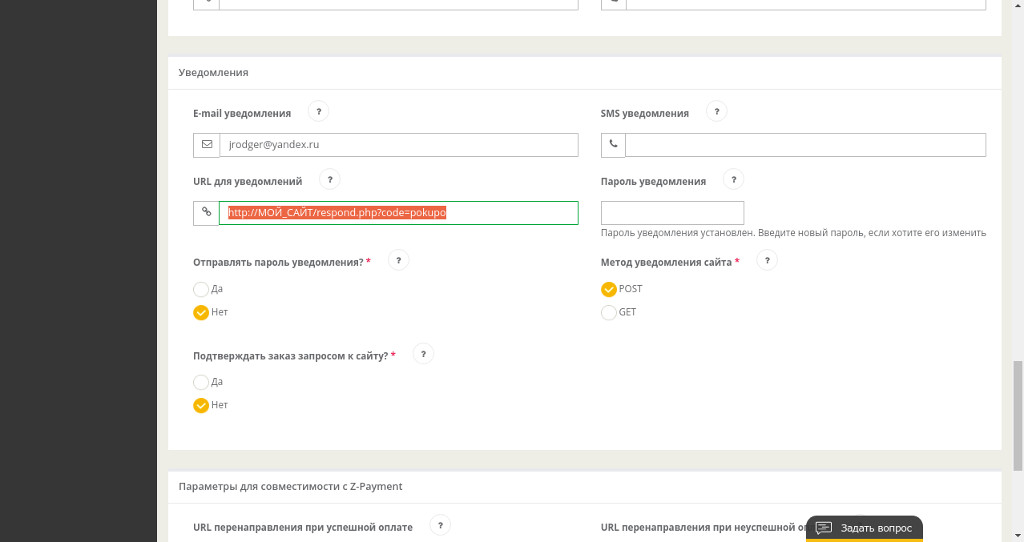 Уведомления
E-mail уведомления ?
SMS уведомления ?
jrodger@yandex.ru
URL для уведомлений ?
Пароль уведомления ?
http://МОЙ_САЙТ/respond.php?code=pokupo
Пароль уведомления установлен. Введите новый пароль, если хотите его изменить
Отправлять пароль уведомления? * ?
Метод уведомления сайта * ?
Да
POST
Нет
GET
Подтверждать заказ запросом к сайту? * ?
Да
Нет
Параметры для совместимости с Z-Payment
URL перенаправления при успешной оплате ?
URL перенаправления при неуспешной
Задать вопрос